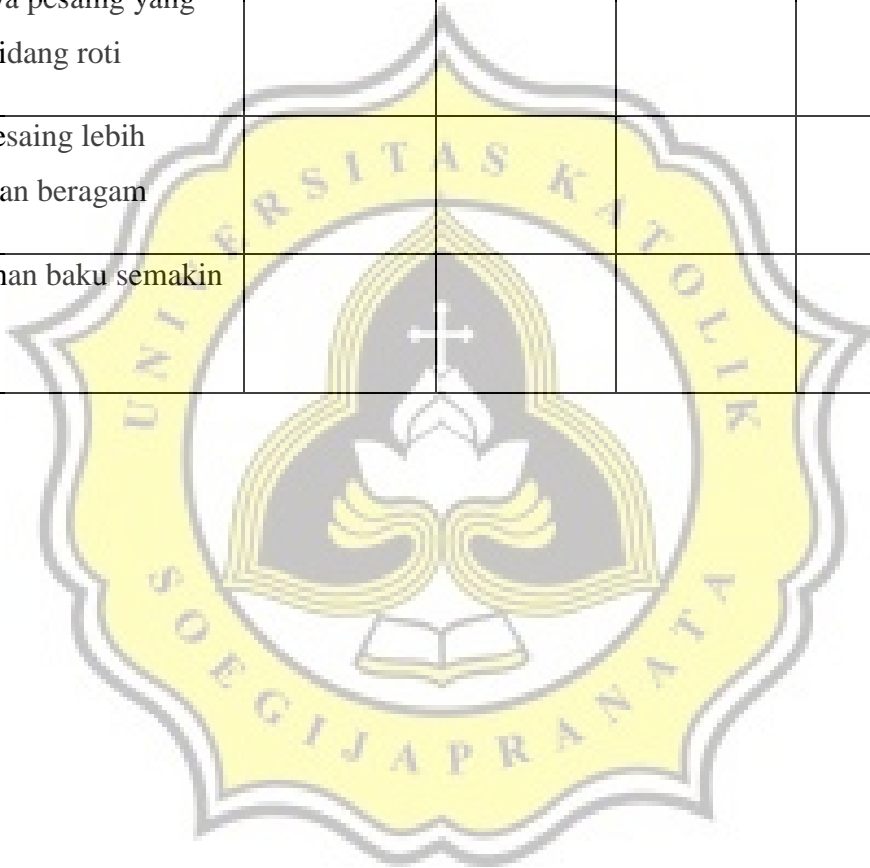 pesaing yang
idang roti
esaing lebih
an beragam
han baku semakin
UNIVERSITAS KATOLIK
SOEGIJAPRANATA